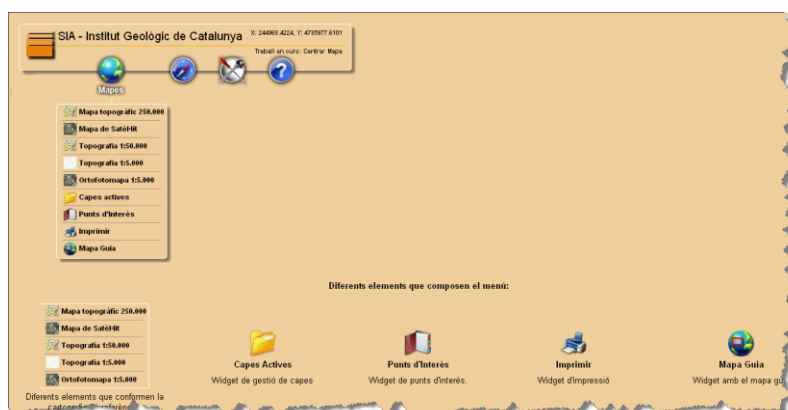 SIA - Institut Geològic de Catalunya
X: 244968.4224, Y: 4735977.6101
Treball en curs: Centrar Mapa
Mapes
Mapa topogràfic 250.000
Mapa de Satèl·lit
Topografia 1:50.000
Topografia 1:5.000
Ortofotomapa 1:5.000
Capes actives
Punts d'Interès
Imprimir
Mapa Guia
Diferents elements que composen el menú:
Mapa topogràfic 250.000
Mapa de Satèl·lit
Topografia 1:50.000
Topografia 1:5.000
Ortofotomapa 1:5.000
Diferents elements que conformen la
Capes Actives
Widget de gestió de capes
Punts d'Interès
Widget de punts d'interés.
Imprimir
Widget d'impressió
Mapa Guia
Widget amb el mapa